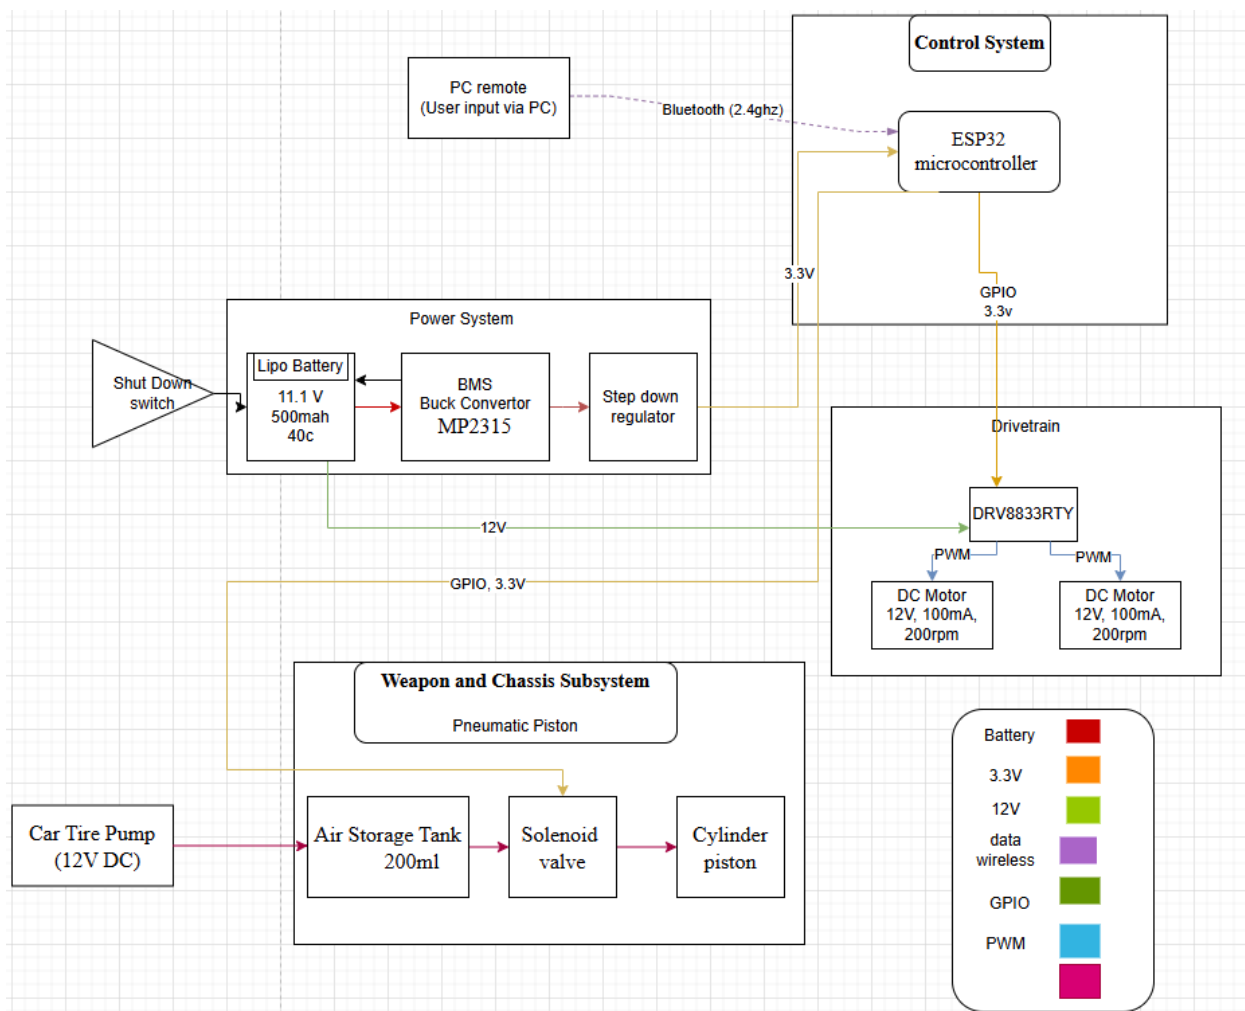 Control System
PC remote
(User input via PC)
Bluetooth (2.4ghz)
ESP32
microcontroller
3.3V
GPIO
3.3v
Power System
Shut Down
switch
Lipo Battery
11.1 V
500mah
40c
BMS
Buck Convertor
MP2315
Step down
regulator
Drivetrain
DRV8833RTY
12V
PWM
PWM
GPIO, 3.3V
DC Motor
12V, 100mA,
200rpm
DC Motor
12V, 100mA,
200rpm
Weapon and Chassis Subsystem
Pneumatic Piston
Car Tire Pump
(12V DC)
Air Storage Tank
200ml
Solenoid
valve
Cylinder
piston
Battery
3.3V
12V
data
wireless
GPIO
PWM